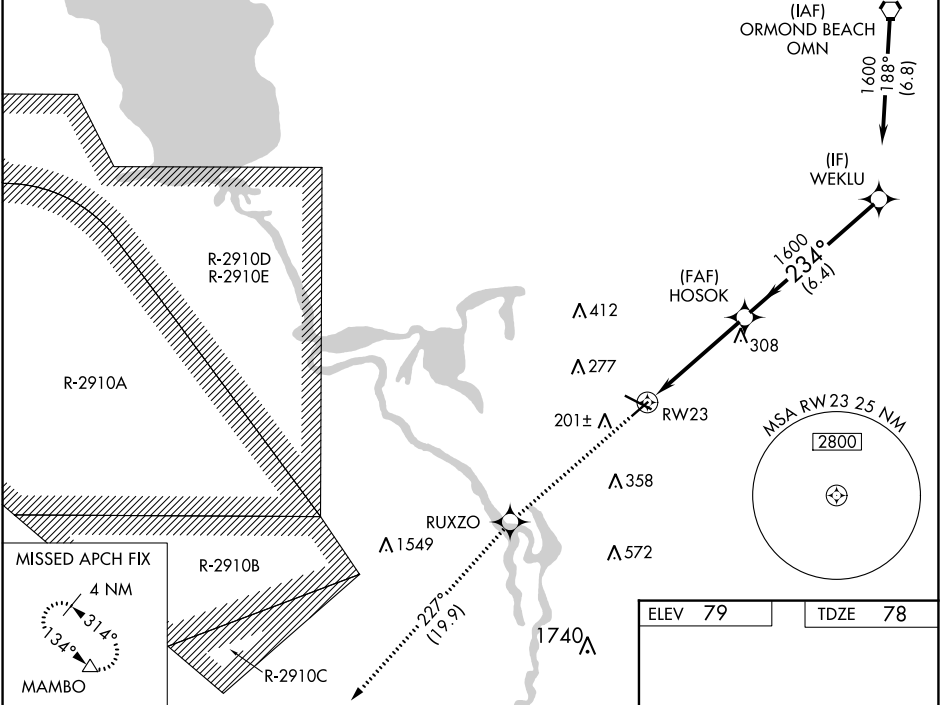 (IAF)
ORMOND BEACH
OMN
1600
188°
(6.8)
(IF)
WEKLU
1600
234°
(6.4)
(FAF)
HOSOK
R-2910D
R-2910E
412
308
277
R-2910A
RW23
201±
MSA RW23 25 NM
2800
358
RUXZO
1549
572
MISSED APCH FIX
4 NM
314°
134°
MAMBO
R-2910B
227°
(19.9)
1740
R-2910C
ELEV 79
TDZE 78